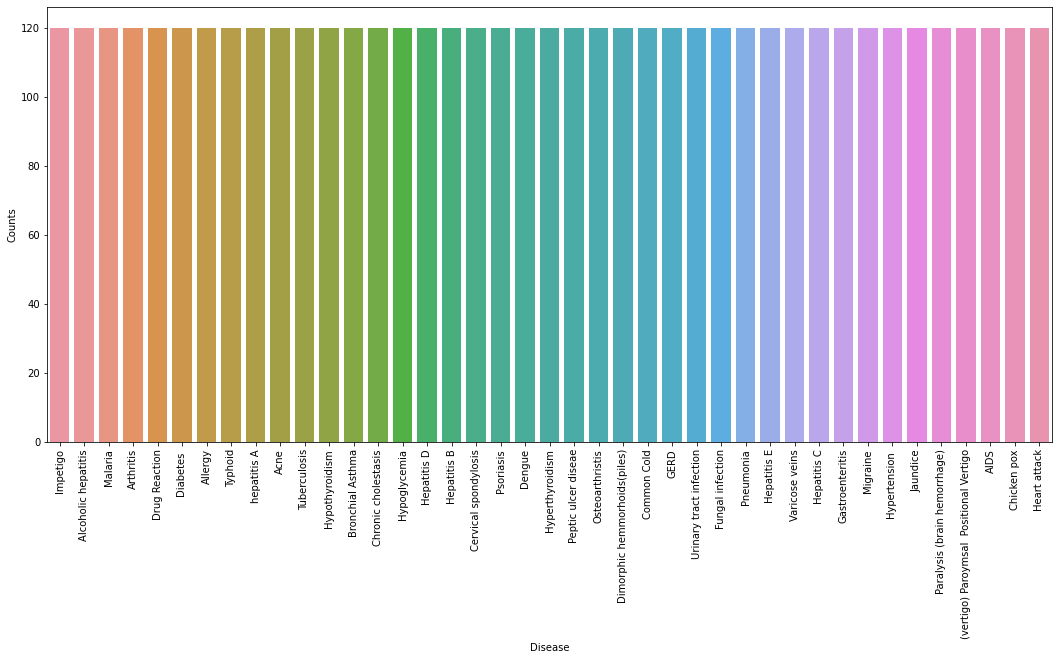 120
100
80
60
40
20
0
Counts
Impetigo
Alcoholic hepatitis
Malaria
Arthritis
Drug Reaction
Diabetes
Allergy
Typhoid
hepatitis A
Acne
Tuberculosis
Hypothyroidism
Bronchial Asthma
Chronic cholestasis
Hypoglycemia
Hepatitis D
Hepatitis B
Cervical spondylosis
Psoriasis
Dengue
Hyperthyroidism
Peptic ulcer diseae
Osteoarthristis
Dimorphic hemmorhoids(piles)
Common Cold
GERD
Urinary tract infection
Fungal infection
Pneumonia
Hepatitis E
Varicose veins
Hepatitis C
Gastroenteritis
Migraine
Hypertension
Jaundice
Paralysis (brain hemorrhage)
(vertigo) Paroymsal  Positional Vertigo
AIDS
Chicken pox
Heart attack
Disease